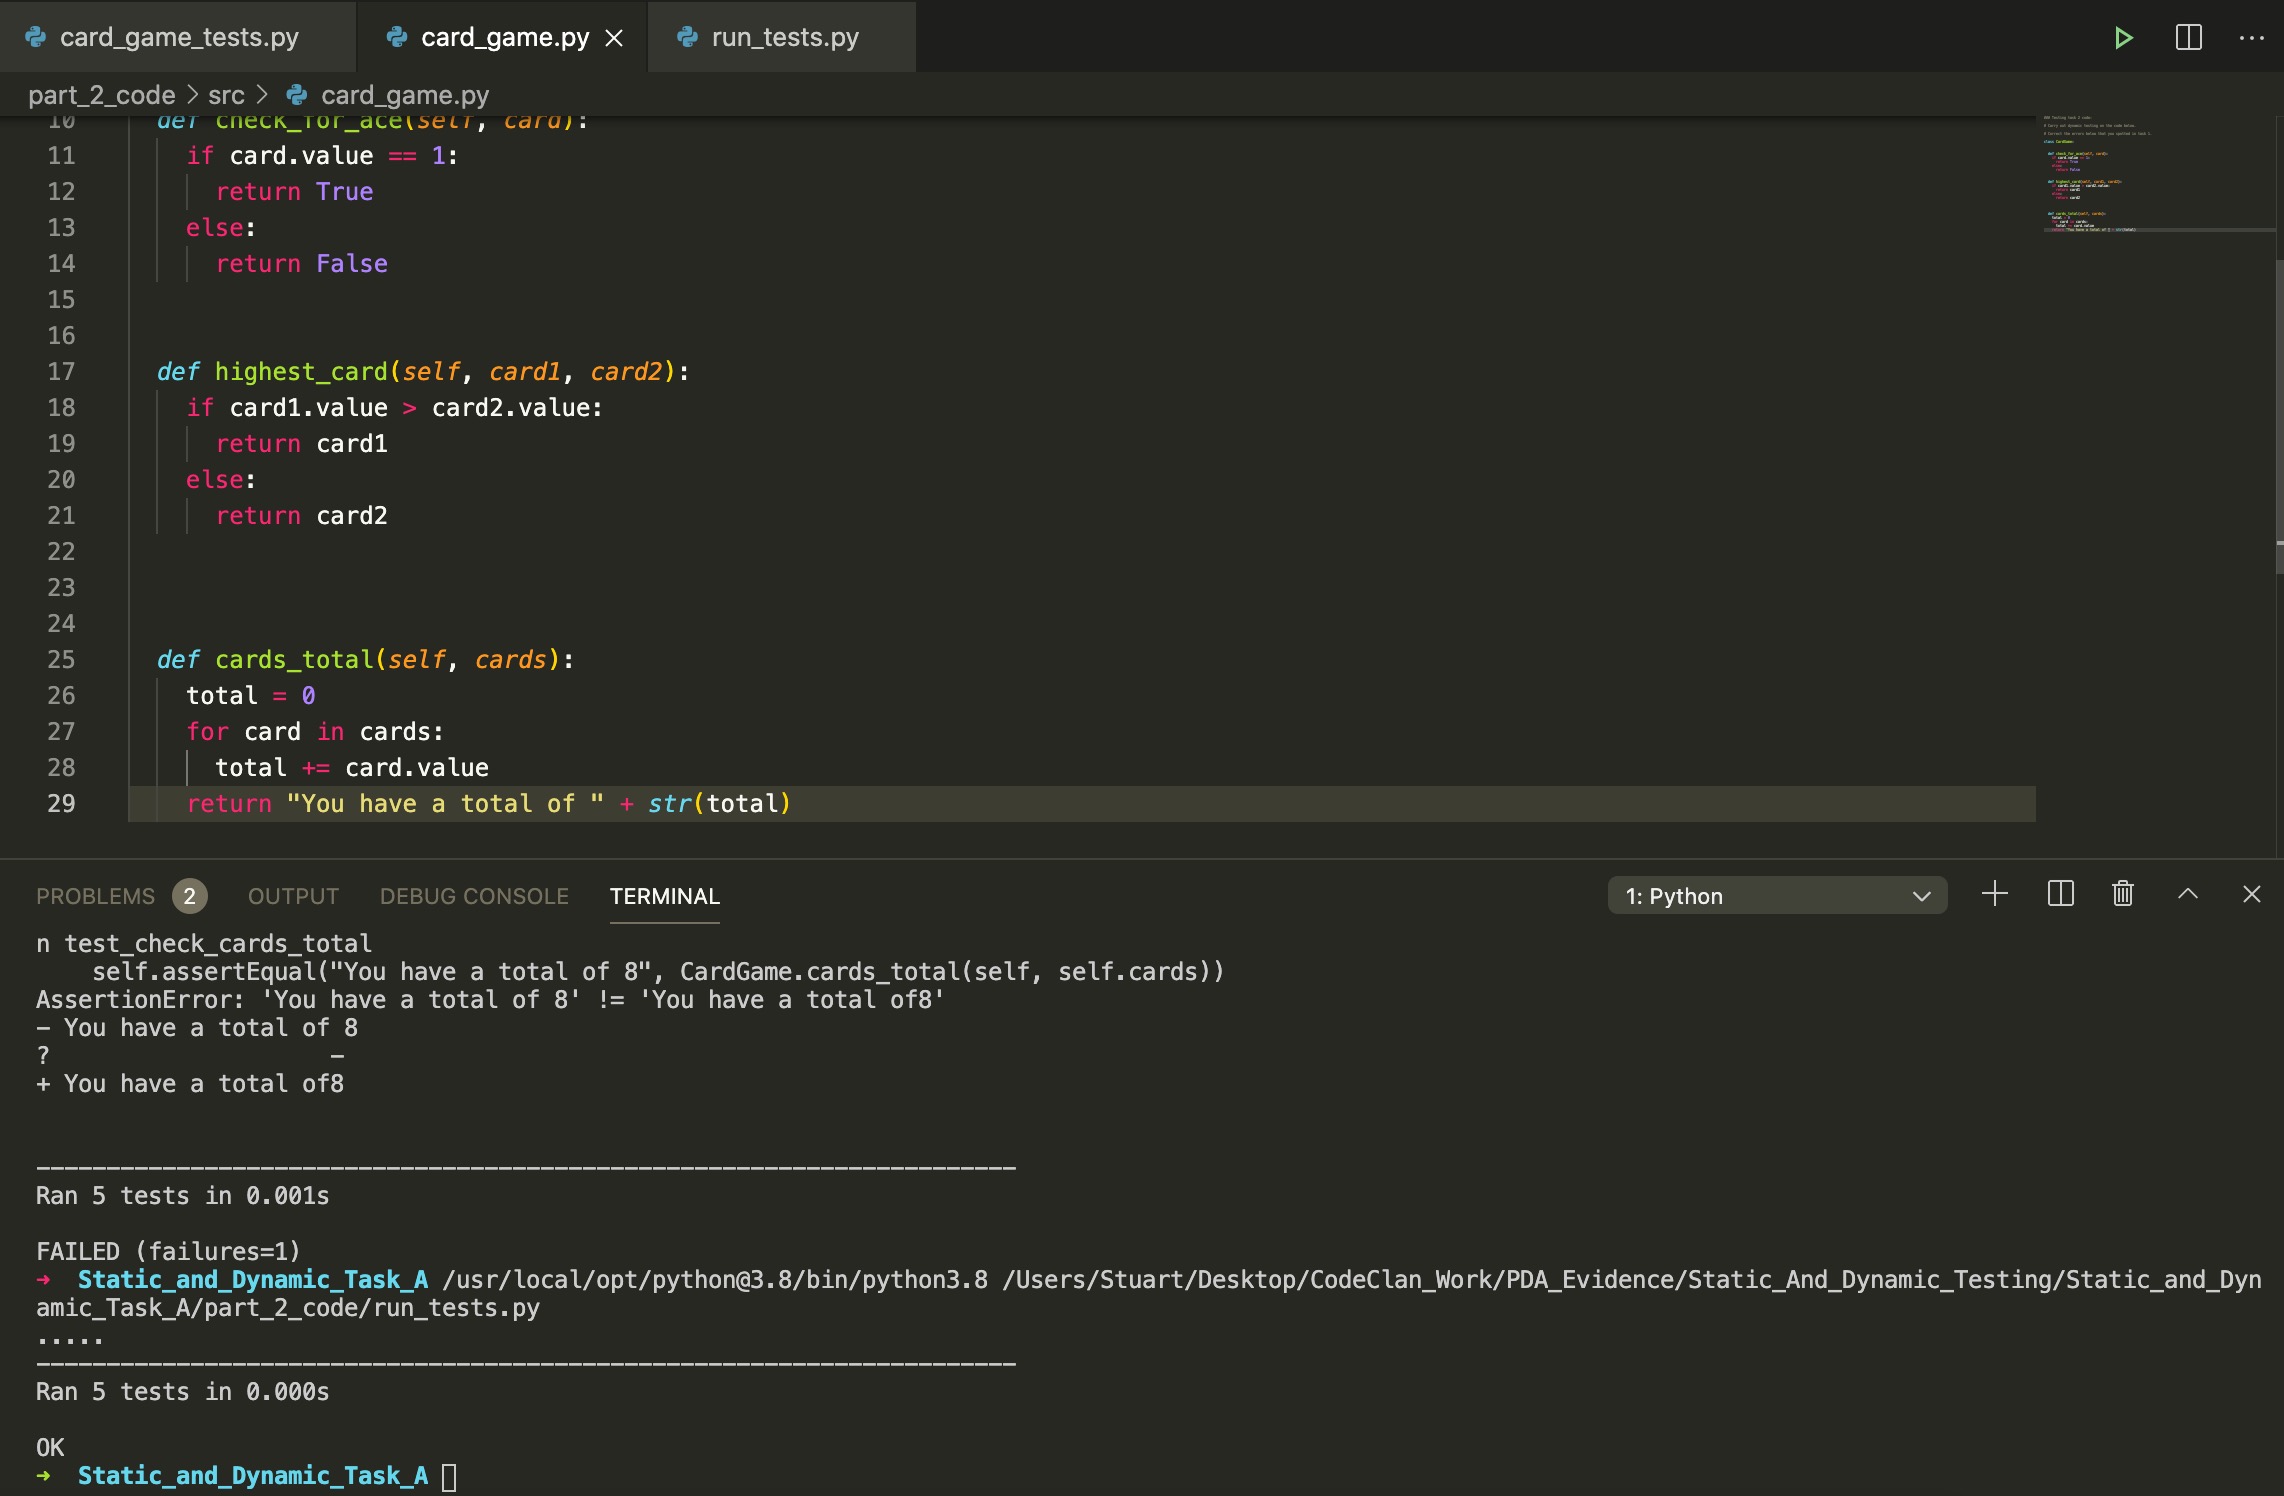 card_game_tests.py card_game.py run_tests.py
part_2_code > src > card_game.py
10 def check_for_ace(self, card):
11 if card.value == 1:
12 return True
13 else:
14 return False
15
16
17 def highest_card(self, card1, card2):
18 if card1.value > card2.value:
19 return card1
20 else:
21 return card2
22
23
24
25 def cards_total(self, cards):
26 total = 0
27 for card in cards:
28 total += card.value
29 return "You have a total of " + str(total)
PROBLEMS 2 OUTPUT DEBUG CONSOLE TERMINAL 1: Python
n test_check_cards_total
self.assertEqual("You have a total of 8", CardGame.cards_total(self, self.cards))
AssertionError: 'You have a total of 8' != 'You have a total of8'
- You have a total of 8
? -
+ You have a total of8
----------------------------------------------------------------------
Ran 5 tests in 0.001s
FAILED (failures=1)
➜ Static_and_Dynamic_Task_A /usr/local/opt/python@3.8/bin/python3.8 /Users/Stuart/Desktop/CodeClan_Work/PDA_Evidence/Static_And_Dynamic_Testing/Static_and_Dyn
amic_Task_A/part_2_code/run_tests.py
.....
----------------------------------------------------------------------
Ran 5 tests in 0.000s
OK
➜ Static_and_Dynamic_Task_A